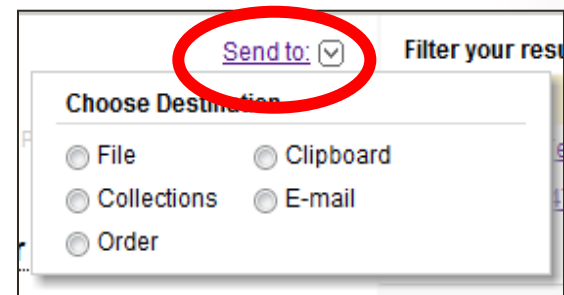 Send to: Filter your resu
Choose Destination
File Clipboard
Collections E-mail
Order